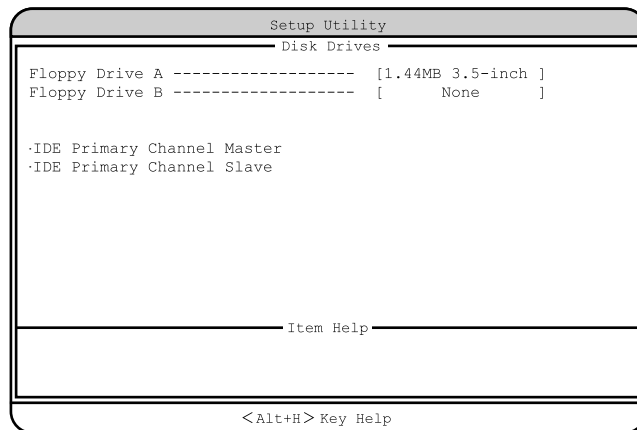 Setup Utility
Disk Drives
Floppy Drive A ------------------- [1.44MB 3.5-inch ]
Floppy Drive B ------------------- [      None      ]
·IDE Primary Channel Master
·IDE Primary Channel Slave
Item Help
<Alt+H> Key Help